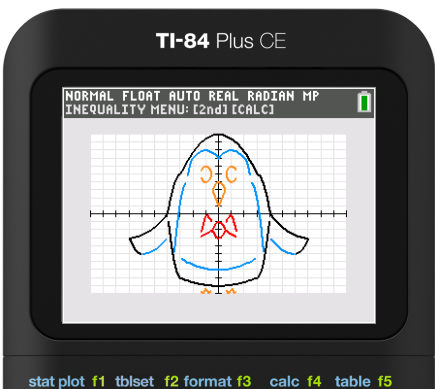 TI-84 Plus CE
NORMAL FLOAT AUTO REAL RADIAN MP
INEQUALITY MENU: [2nd] [CALC]
stat plot f1 tblset f2 format f3 calc f4 table f5